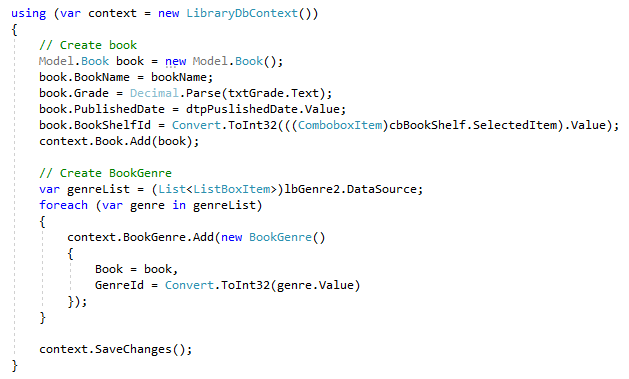 using (var context = new LibraryDbContext())
{
    // Create book
    Model.Book book = new Model.Book();
    book.BookName = bookName;
    book.Grade = Decimal.Parse(txtGrade.Text);
    book.PublishedDate = dtpPuslishedDate.Value;
    book.BookShelfId = Convert.ToInt32(((ComboboxItem)cbBookShelf.SelectedItem).Value);
    context.Book.Add(book);

    // Create BookGenre
    var genreList = (List<ListBoxItem>)lbGenre2.DataSource;
    foreach (var genre in genreList)
    {
        context.BookGenre.Add(new BookGenre()
        {
            Book = book,
            GenreId = Convert.ToInt32(genre.Value)
        });
    }

    context.SaveChanges();
}